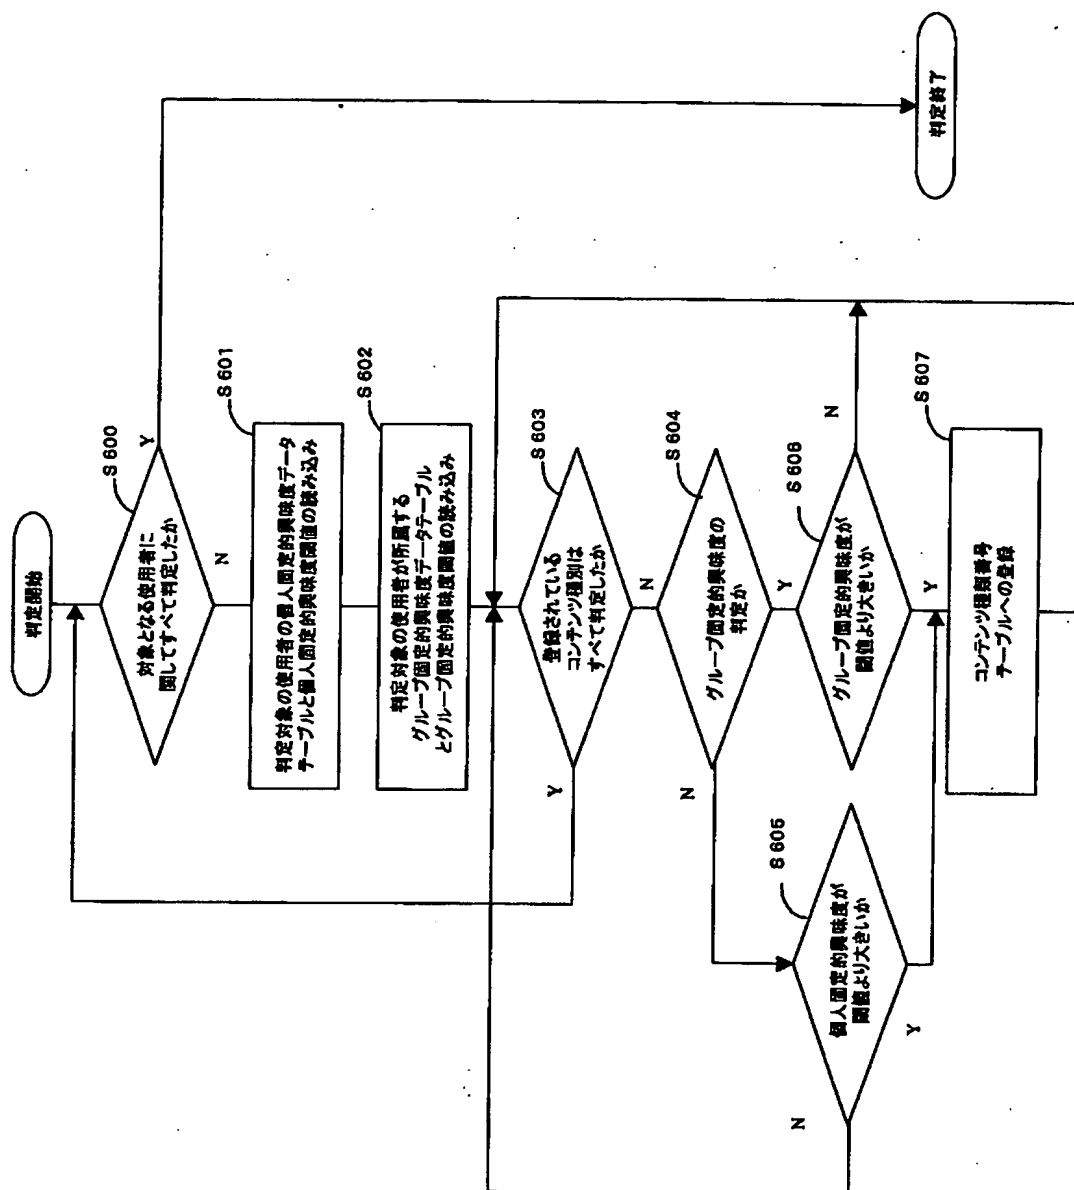 判定開始
S 600
対象となる使用者に
関してすべて判定したか
Y
N
S 601
判定対象の使用者の個人固定的興味度データ
テーブルと個人固定的興味度閾値の読み込み
S 602
判定対象の使用者が所属する
グループ固定的興味度データテーブル
とグループ固定的興味度閾値の読み込み
S 603
登録されている
コンテンツ種別は
すべて判定したか
Y
N
S 604
グループ固定的興味度の
判定か
N
Y
S 605
個人固定的興味度が
閾値より大きいか
N
Y
S 606
グループ固定的興味度が
閾値より大きいか
N
Y
S 607
コンテンツ種類番号
テーブルへの登録
判定終了